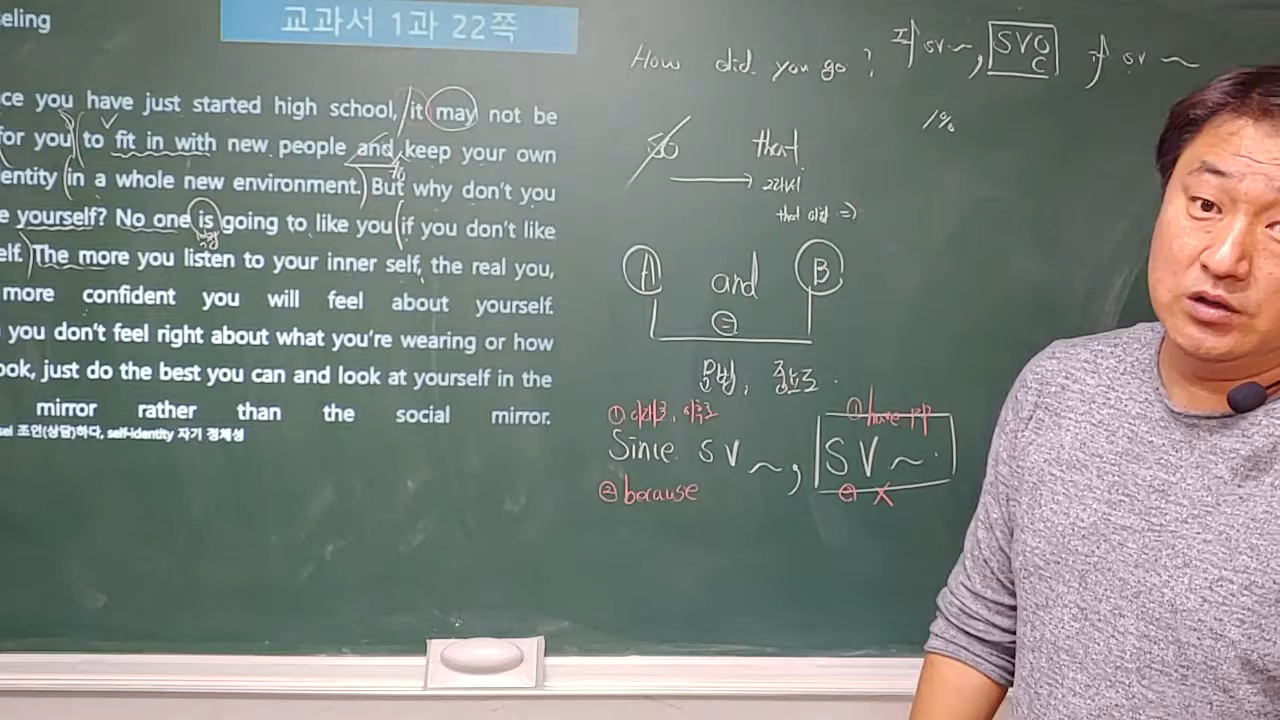 eling
교과서 1과 22쪽
ce you have just started high school, it may not be
for you to fit in with new people and keep your own
entity in a whole new environment. But why don't you
e yourself? No one is going to like you if you don't like
elf. The more you listen to your inner self, the real you,
more confident you will feel about yourself.
you don't feel right about what you're wearing or how
ook, just do the best you can and look at yourself in the
mirror rather than the social mirror.
sel 조언(상담)하다, self-identity 자기 정체성
to
How did you go ?
SV ~, SVO C
SV ~
1%
so that
그래서
A and B
=
① 이래로, 이후로
① have pp
Since SV ~, SV ~.
② because
② X